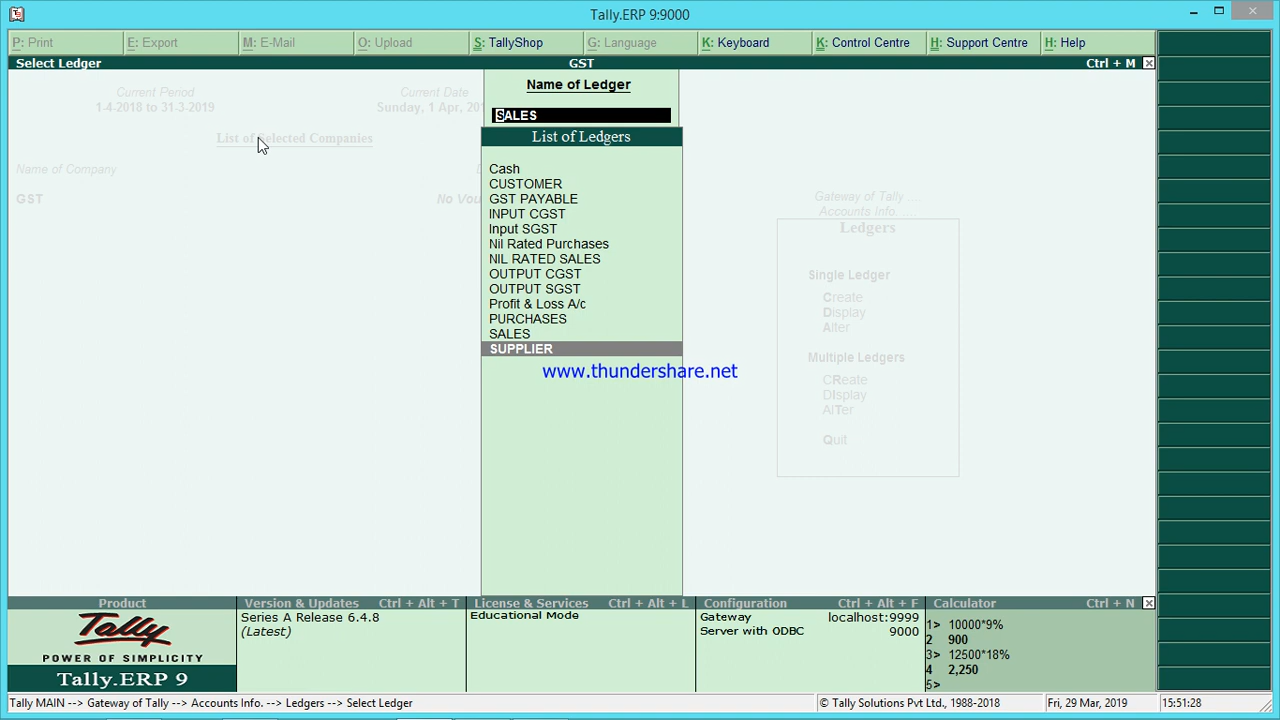 Tally.ERP 9:9000
P: Print
E: Export
M: E-Mail
O: Upload
S: TallyShop
G: Language
K: Keyboard
K: Control Centre
H: Support Centre
H: Help
Select Ledger
GST
Ctrl + M
Current Period
1-4-2018 to 31-3-2019
Current Date
Sunday, 1 Apr,
List of Selected Companies
Name of Company
GST
No
Name of Ledger
SALES
List of Ledgers
Cash
CUSTOMER
GST PAYABLE
INPUT CGST
Input SGST
Nil Rated Purchases
NIL RATED SALES
OUTPUT CGST
OUTPUT SGST
Profit & Loss A/c
PURCHASES
SALES
SUPPLIER
www.thundershare.net
Gateway of Tally ....
Accounts Info. ....
Ledgers
Single Ledger
Create
Display
Alter
Multiple Ledgers
CReate
DIsplay
AlTer
Quit
Product
Tally
POWER OF SIMPLICITY
Tally.ERP 9
Version & Updates Ctrl + Alt + T
Series A Release 6.4.8
(Latest)
License & Services Ctrl + Alt + L
Educational Mode
Configuration Ctrl + Alt + F
Gateway localhost:9999
Server with ODBC 9000
Calculator Ctrl + N
1> 10000*9%
2 900
3> 12500*18%
4 2,250
5>
Tally MAIN --> Gateway of Tally --> Accounts Info. --> Ledgers --> Select Ledger
© Tally Solutions Pvt Ltd., 1988-2018
Fri, 29 Mar, 2019
15:51:28